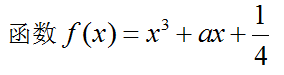 函数 f(x) = x³ + ax + 1/4